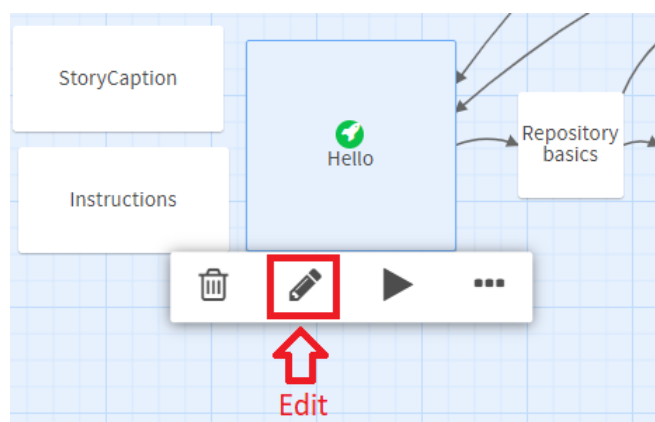 StoryCaption
Hello
Repository
basics
Instructions
Edit